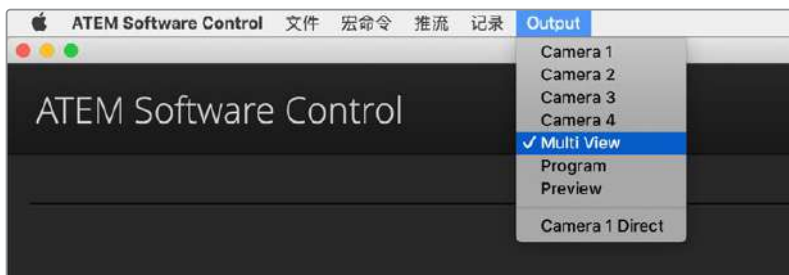 ATEM Software Control 文件 宏命令 推流 记录 Output
Camera 1
Camera 2
Camera 3
Camera 4
✓ Multi View
Program
Preview
Camera 1 Direct
ATEM Software Control